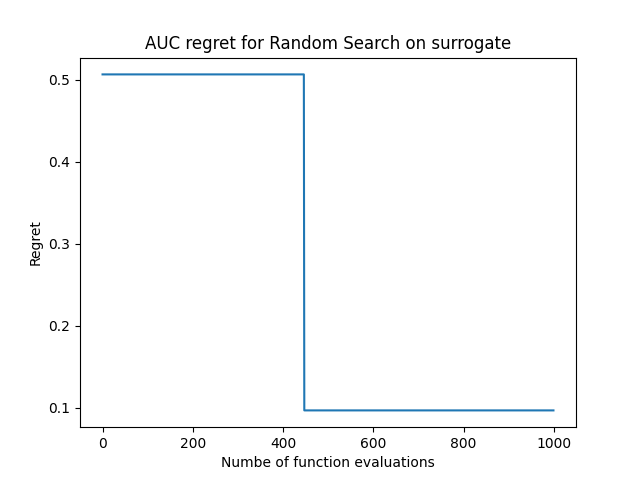 AUC regret for Random Search on surrogate
0.5
0.4
0.3
0.2
0.1
Regret
0 200 400 600 800 1000
Numbe of function evaluations